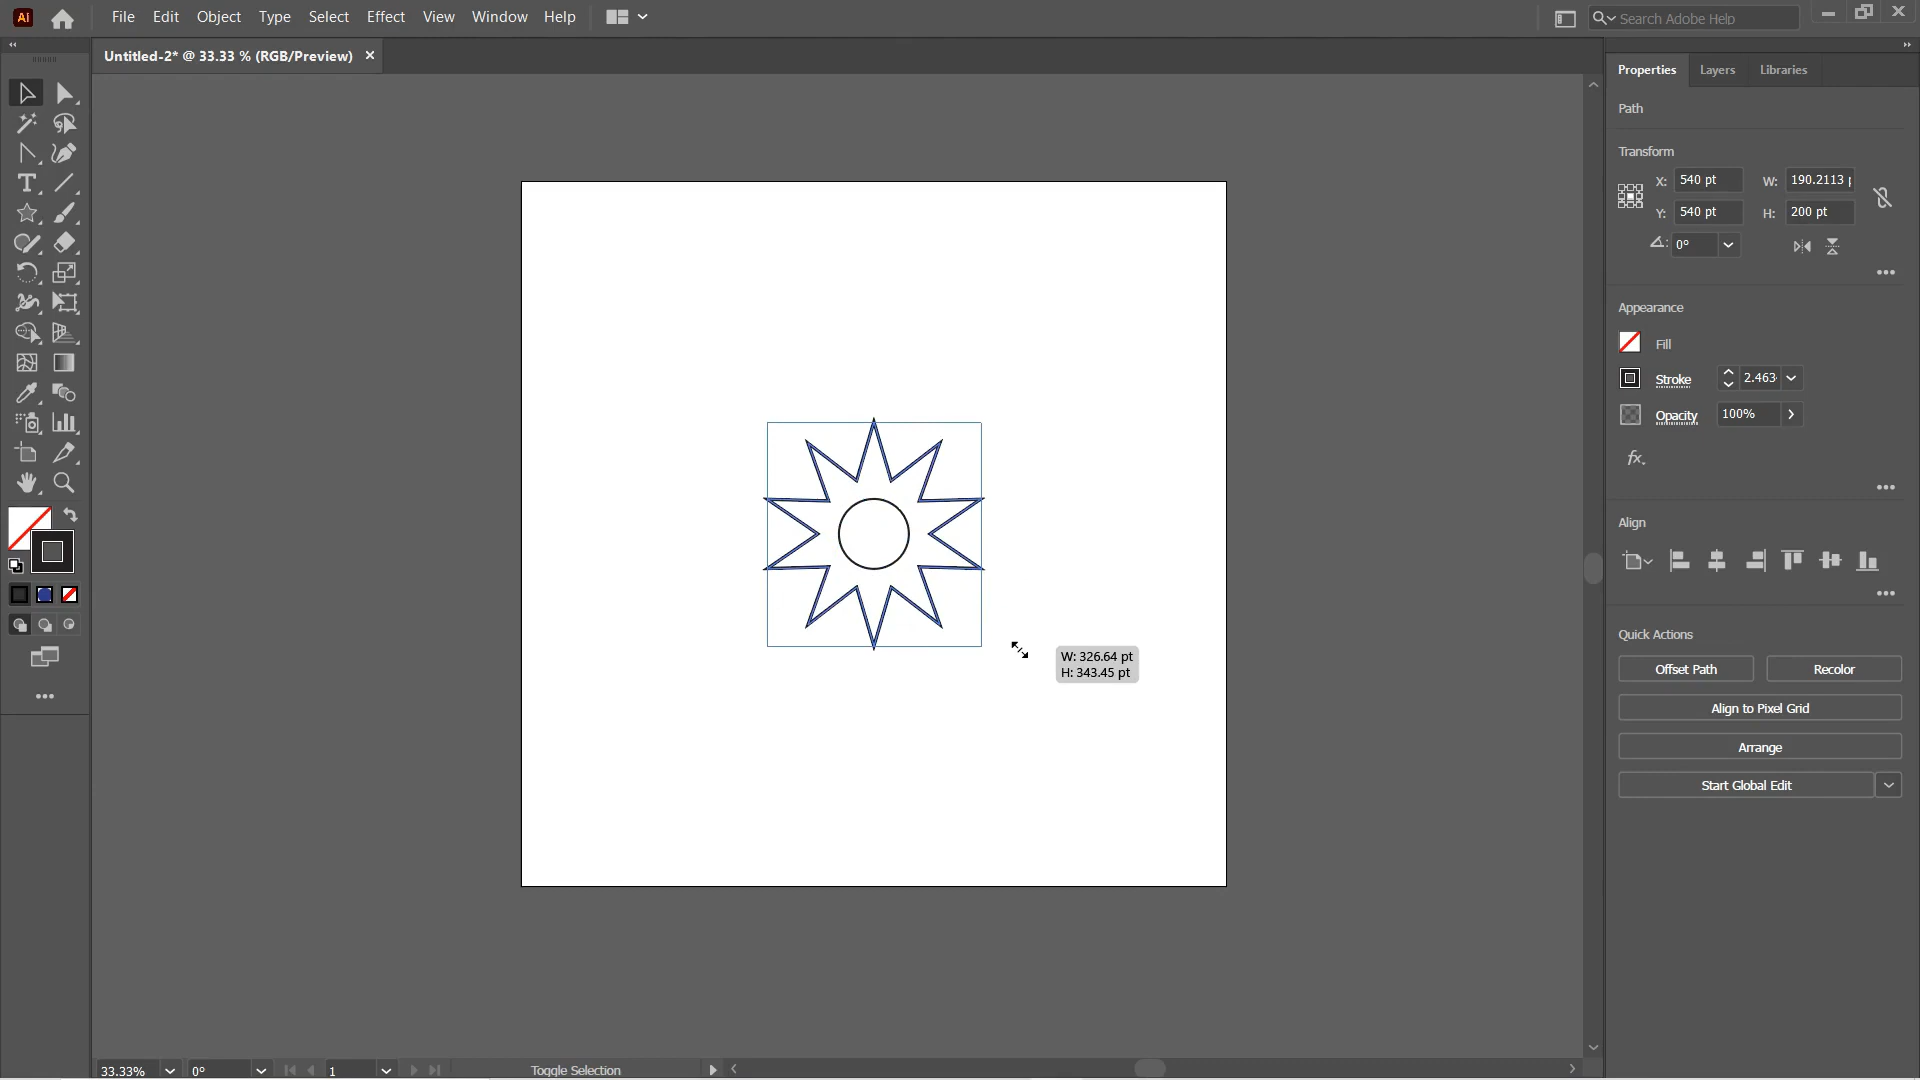 Ai File Edit Object Type Select Effect View Window Help Search Adobe Help
Untitled-2* @ 33.33 % (RGB/Preview)
Properties Layers Libraries
Path
Transform
X: 540 pt W: 190.2113 p
Y: 540 pt H: 200 pt
0°
Appearance
Fill
Stroke 2.463
Opacity 100%
fx.
Align
Quick Actions
Offset Path Recolor
Align to Pixel Grid
Arrange
Start Global Edit
W: 326.64 pt
H: 343.45 pt
33.33% 0° 1 Toggle Selection